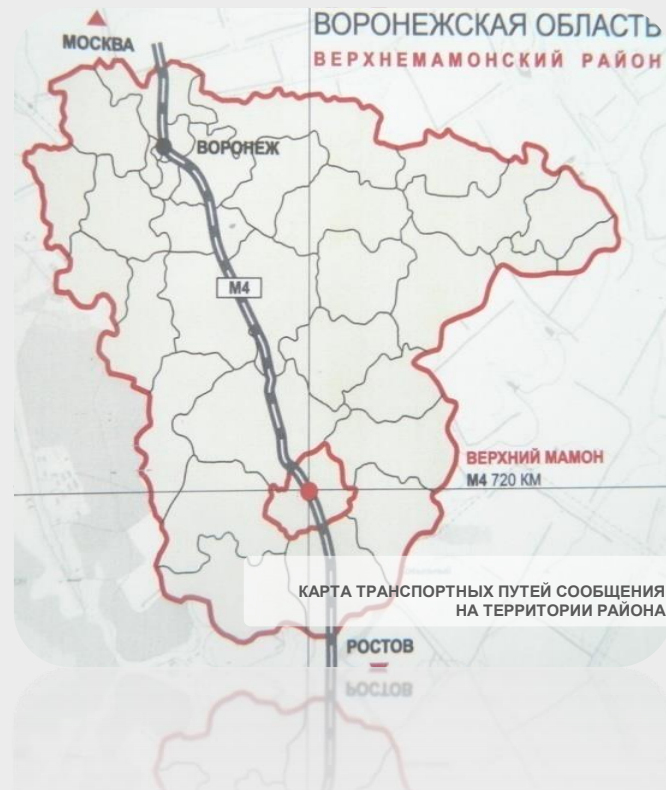 ВОРОНЕЖСКАЯ ОБЛАСТЬ
ВЕРХНЕМАМОНСКИЙ РАЙОН
МОСКВА
ВОРОНЕЖ
М4
ВЕРХНИЙ МАМОН
М4 720 КМ
КАРТА ТРАНСПОРТНЫХ ПУТЕЙ СООБЩЕНИЯ
НА ТЕРРИТОРИИ РАЙОНА
РОСТОВ